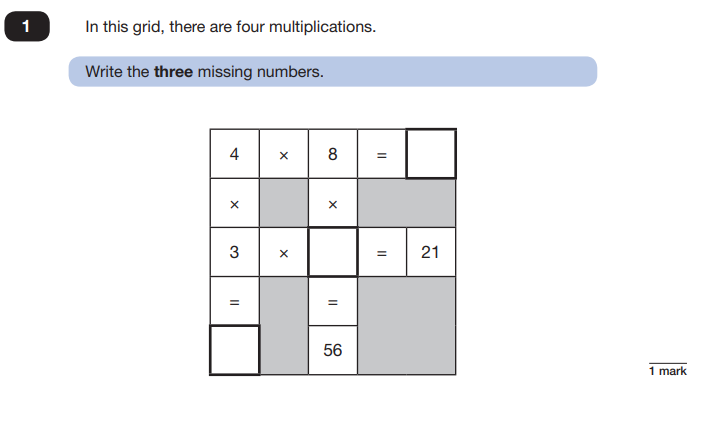 1 In this grid, there are four multiplications.
Write the three missing numbers.
4 × 8 =
× ×
3 × = 21
= =
56
1 mark